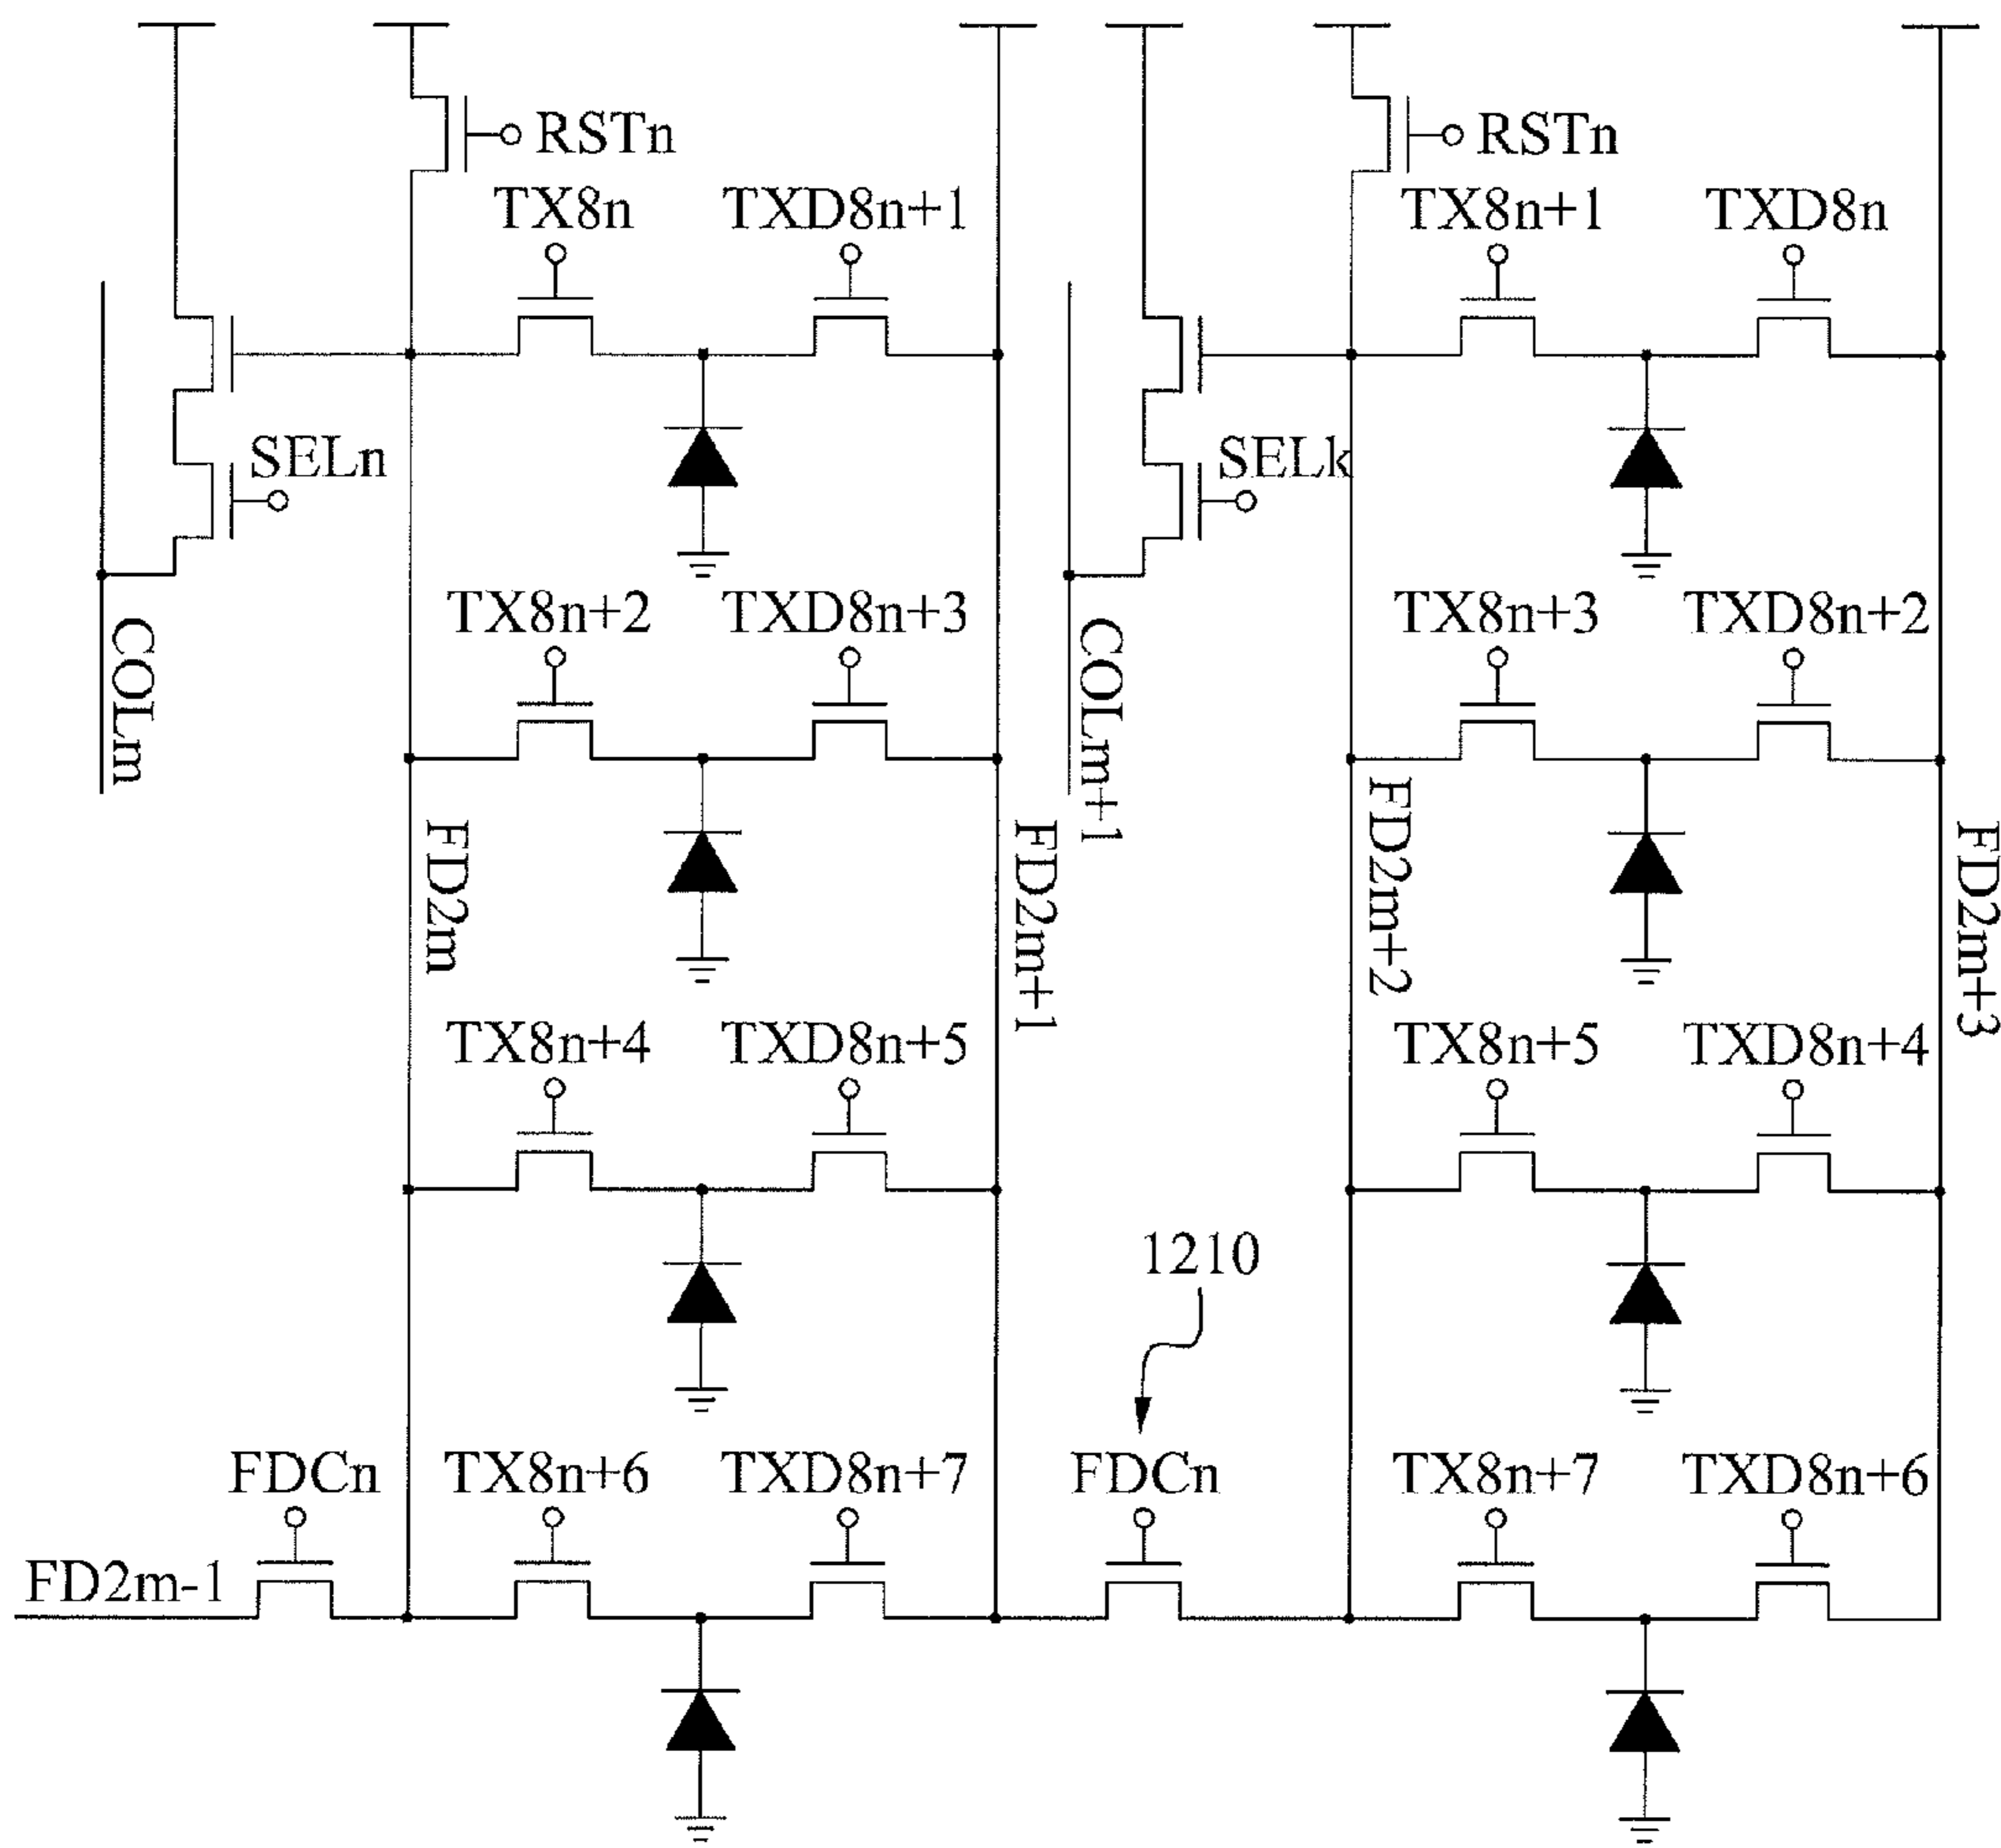 RSTn
RSTn
TX8n
TXD8n+1
TX8n+1
TXD8n
SELn
SELk
TX8n+2
TXD8n+3
TX8n+3
TXD8n+2
COLm
COLm+1
FD2m
FD2m+1
FD2m+2
FD2m+3
TX8n+4
TXD8n+5
TX8n+5
TXD8n+4
1210
FDCn
TX8n+6
TXD8n+7
FDCn
TX8n+7
TXD8n+6
FD2m-1